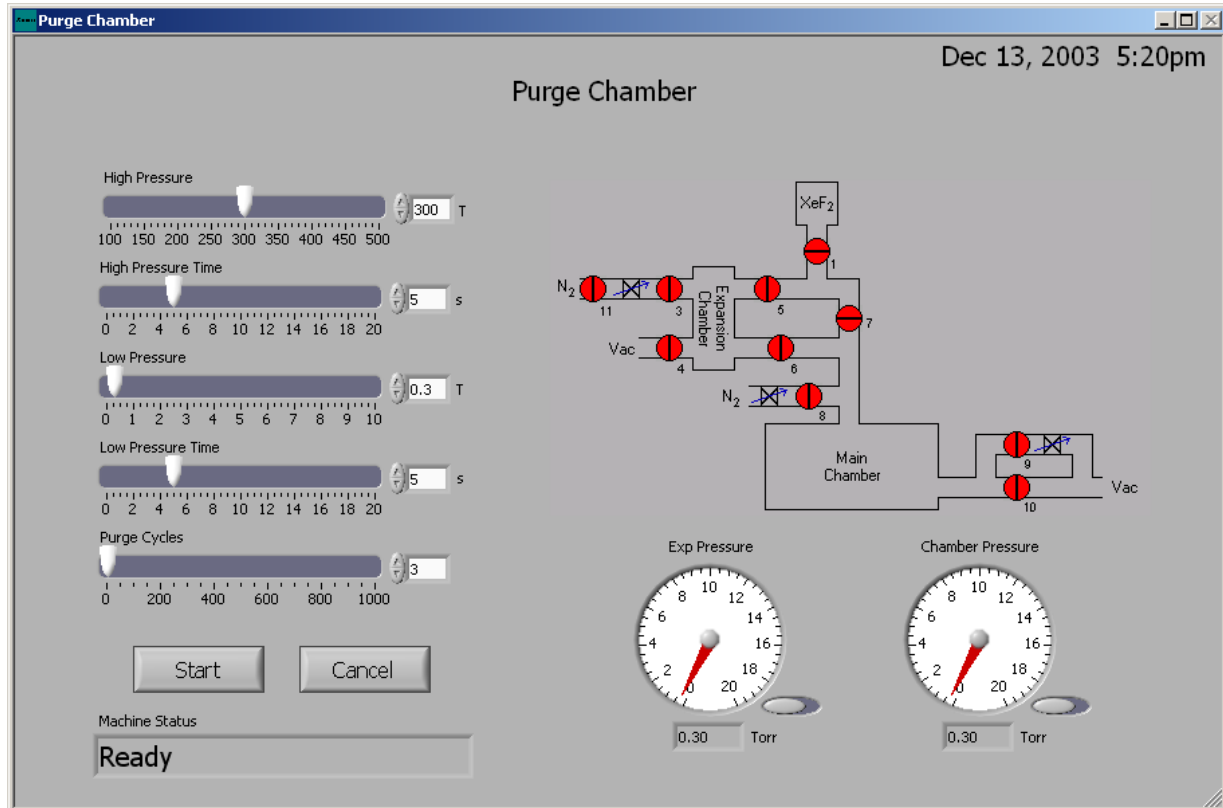 Purge Chamber
Dec 13, 2003 5:20pm
Purge Chamber
High Pressure
300 T
100 150 200 250 300 350 400 450 500
High Pressure Time
5 s
0 2 4 6 8 10 12 14 16 18 20
Low Pressure
0.3 T
0 1 2 3 4 5 6 7 8 9 10
Low Pressure Time
5 s
0 2 4 6 8 10 12 14 16 18 20
Purge Cycles
3
0 200 400 600 800 1000
Start Cancel
Machine Status
Ready
XeF2
1
N2
11
3
Expansion
Chamber
5
7
Vac
4
6
N2
8
Main
Chamber
9
10
Vac
Exp Pressure
0 2 4 6 8 10 12 14 16 18 20
0.30 Torr
Chamber Pressure
0 2 4 6 8 10 12 14 16 18 20
0.30 Torr